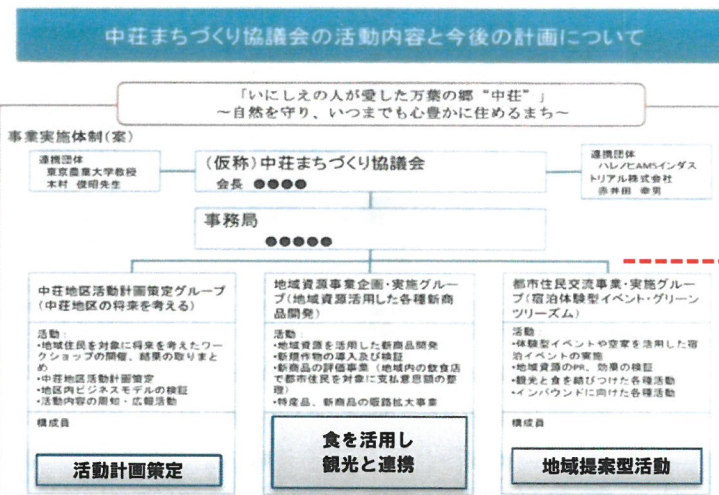 中荘まちづくり協議会の活動内容と今後の計画について
「いにしえの人が愛した万葉の郷“中荘”」
～自然を守り、いつまでも心豊かに住めるまち～
事業実施体制(案)
連携団体
東京農業大学教授
木村 俊昭先生
(仮称)中荘まちづくり協議会
会長 ●●●●
連携団体
ハレノヒAMSインダス
トリアル株式会社
赤井田 幸男
事務局
●●●●●
中荘地区活動計画策定グループ
(中荘地区の将来を考える)
活動:
・地域住民を対象に将来を考えたワー
クショップの開催、結果の取りまと
め
・中荘地区活動計画策定
・地区内ビジネスモデルの検証
・活動内容の周知・広報活動
構成員
活動計画策定
地域資源事業企画・実施グルー
プ(地域資源活用した各種新商
品開発)
活動:
・地域資源を活用した新商品開発
・新規作物の導入及び検証
・新商品の評価事業（地域内の飲食店
で都市住民を対象に支払意思額の整
理)
・特産品、新商品の販路拡大事業
食を活用し
観光と連携
都市住民交流事業・実施グルー
プ(宿泊体験型イベント・グリーン
ツーリズム)
活動:
・体験型イベントや空家を活用した宿
泊イベントの実施
・地域資源のPR、効果の検証
・観光と食を結びつけた各種活動
・インバウンドに向けた各種活動
構成員
地域提案型活動